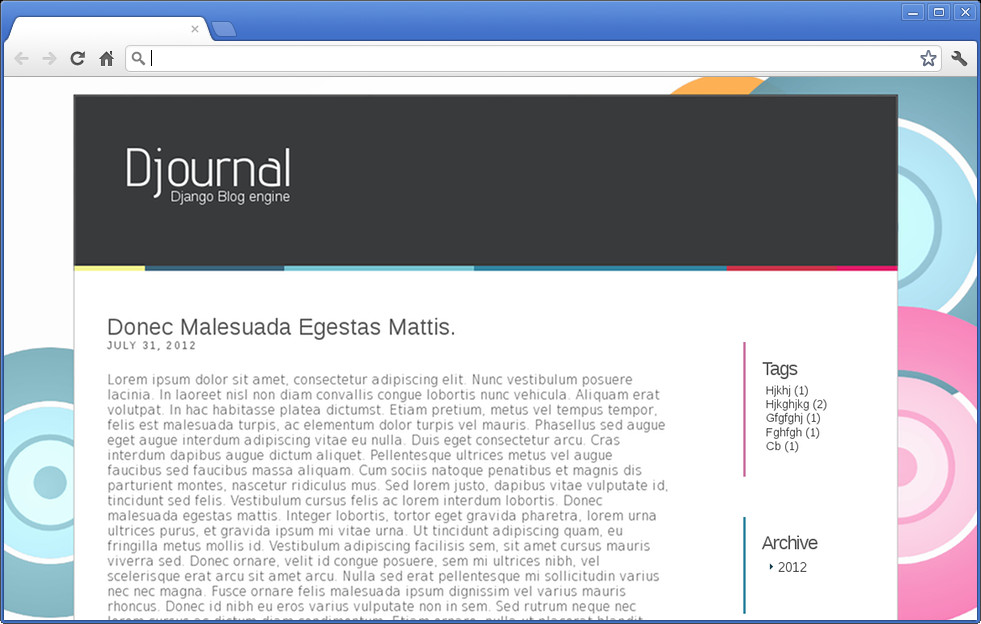 Djournal
Django Blog engine
Donec Malesuada Egestas Mattis.
JULY 31, 2012
Lorem ipsum dolor sit amet, consectetur adipiscing elit. Nunc vestibulum posuere
lacinia. In laoreet nisl non diam convallis congue lobortis nunc vehicula. Aliquam erat
volutpat. In hac habitasse platea dictumst. Etiam pretium, metus vel tempus tempor,
felis est malesuada turpis, ac elementum dolor turpis vel mauris. Phasellus sed augue
eget augue interdum adipiscing vitae eu nulla. Duis eget consectetur arcu. Cras
interdum dapibus augue dictum aliquet. Pellentesque ultrices metus vel augue
faucibus sed faucibus massa aliquam. Cum sociis natoque penatibus et magnis dis
parturient montes, nascetur ridiculus mus. Sed lorem justo, dapibus vitae vulputate id,
tincidunt sed felis. Vestibulum cursus felis ac lorem interdum lobortis. Donec
malesuada egestas mattis. Integer lobortis, tortor eget gravida pharetra, lorem urna
ultrices purus, et gravida ipsum mi vitae urna. Ut tincidunt adipiscing quam, eu
fringilla metus mollis id. Vestibulum adipiscing facilisis sem, sit amet cursus mauris
viverra sed. Donec ornare, velit id congue posuere, sem mi ultrices nibh, vel
scelerisque erat arcu sit amet arcu. Nulla sed erat pellentesque mi sollicitudin varius
nec nec magna. Fusce ornare felis malesuada ipsum dignissim vel varius mauris
rhoncus. Donec id nibh eu eros varius vulputate non in sem. Sed rutrum neque nec
Tags
Hjkhj (1)
Hjkghjkg (2)
Gfgfghj (1)
Fghfgh (1)
Cb (1)
Archive
2012